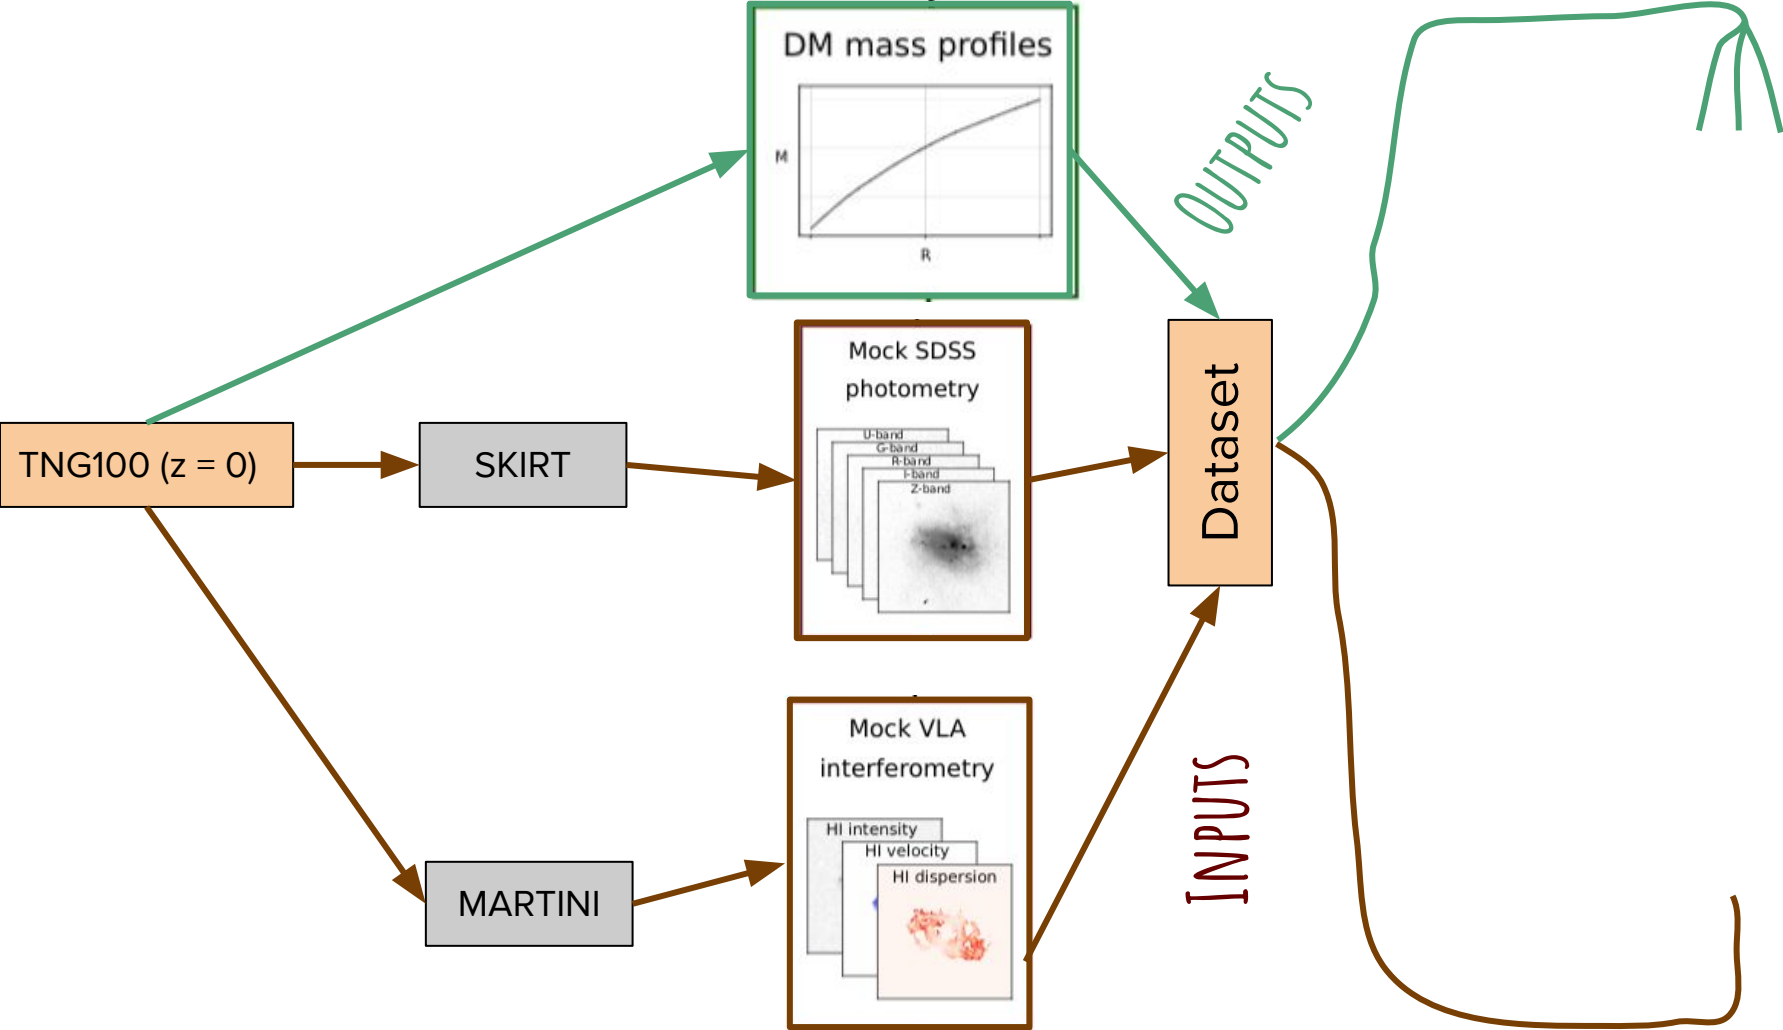 DM mass profiles
M
R
OUTPUTS
Mock SDSS
photometry
U-band
G-band
R-band
I-band
Z-band
TNG100 (z = 0)
SKIRT
Dataset
Mock VLA
interferometry
HI intensity
HI velocity
HI dispersion
MARTINI
INPUTS